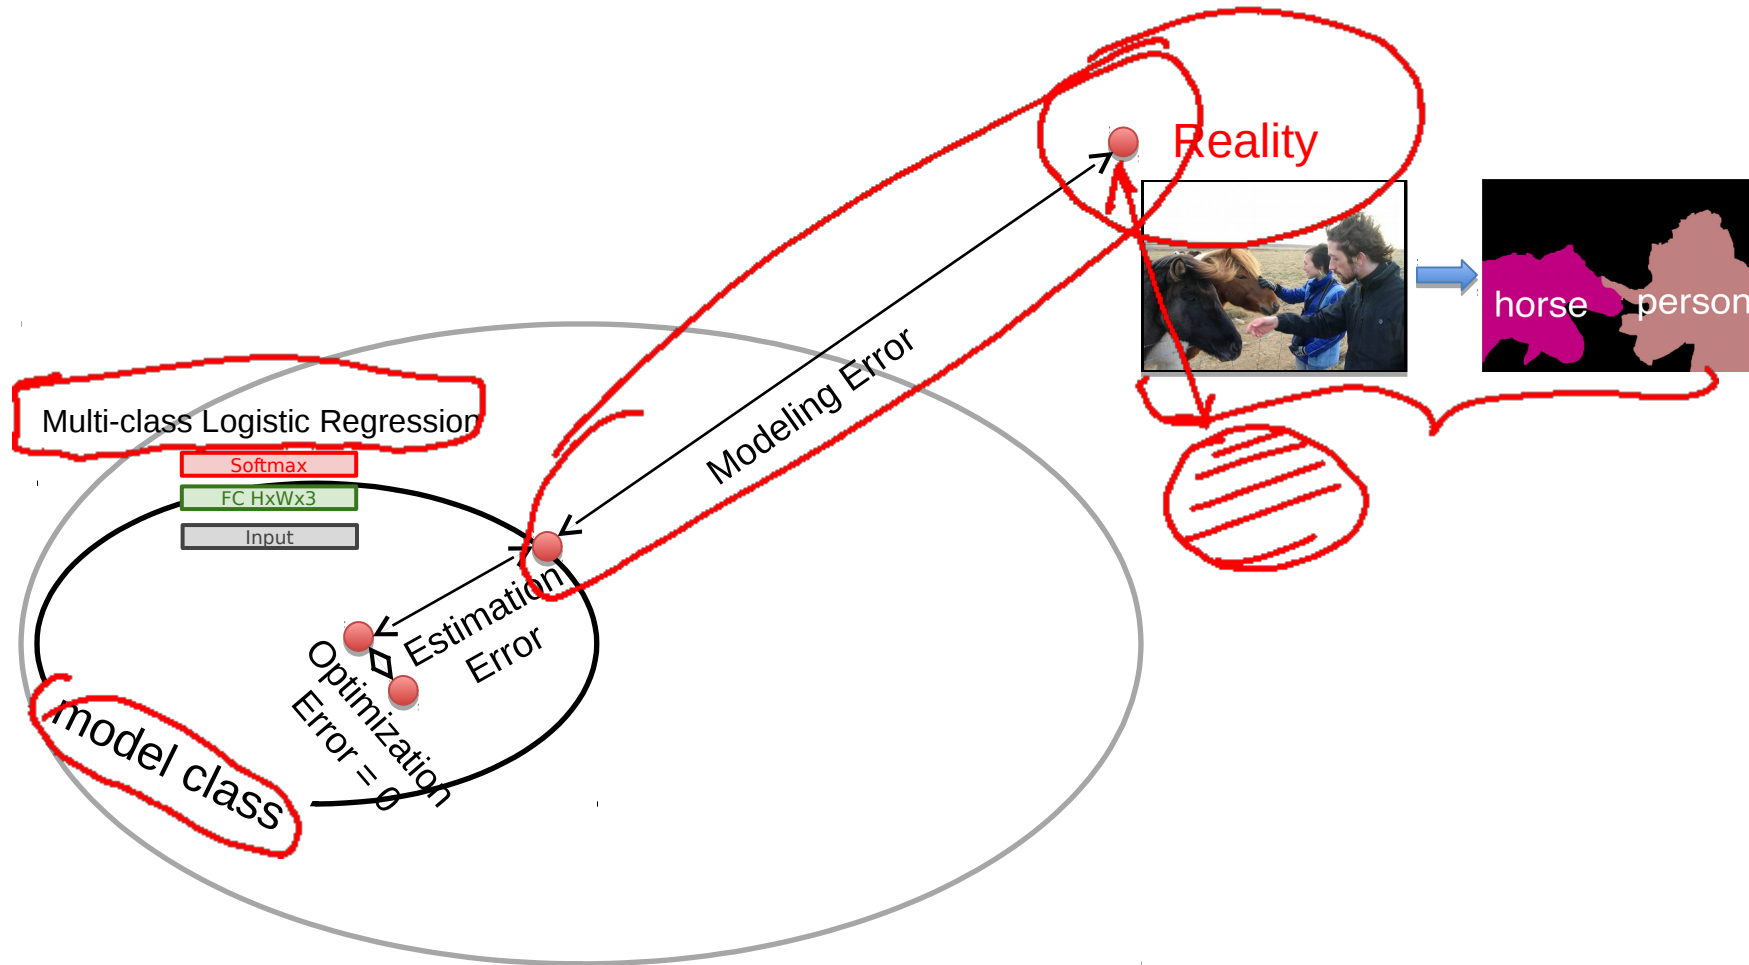 Reality
horse
person
Modeling Error
Multi-class Logistic Regression
Softmax
FC HxWx3
Input
Estimation
Error
Optimization
Error = 0
model class